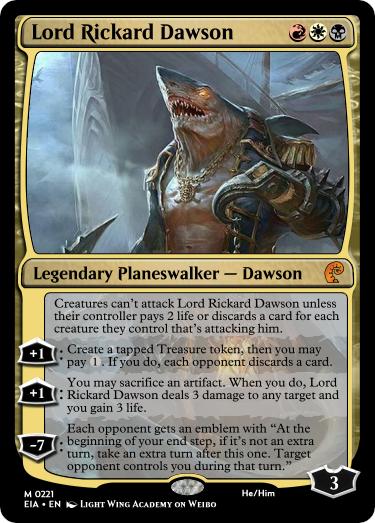 Lord Rickard Dawson
Legendary Planeswalker — Dawson
Creatures can't attack Lord Rickard Dawson unless
their controller pays 2 life or discards a card for
each creature they control that's attacking him.
+1: Create a tapped Treasure token, then you may
pay 1. If you do, each opponent discards a card.
+1: You may sacrifice an artifact. When you do, Lord
Rickard Dawson deals 3 damage to any target and
you gain 3 life.
-7: Each opponent gets an emblem with “At the
beginning of your end step, if it's not an extra
turn, take an extra turn after this one. Target
opponent controls you during that turn.”
3
M 0221
He/Him
EIA • EN Light Wing Academy on Weibo